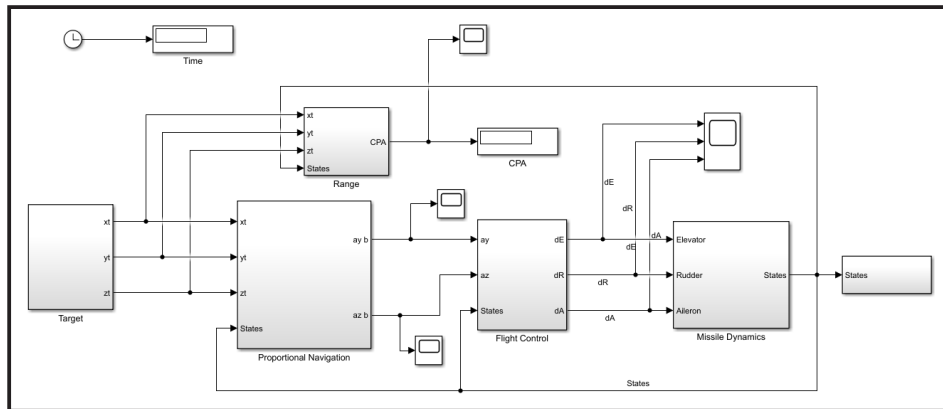 Time
xt
yt
zt
States
CPA
Range
CPA
xt
yt
zt
Target
xt
yt
zt
States
ay b
az b
Proportional Navigation
ay
az
States
dE
dR
dA
Flight Control
dE
dR
dA
dE
dR
dA
Elevator
Rudder
Aileron
States
Missile Dynamics
States
States